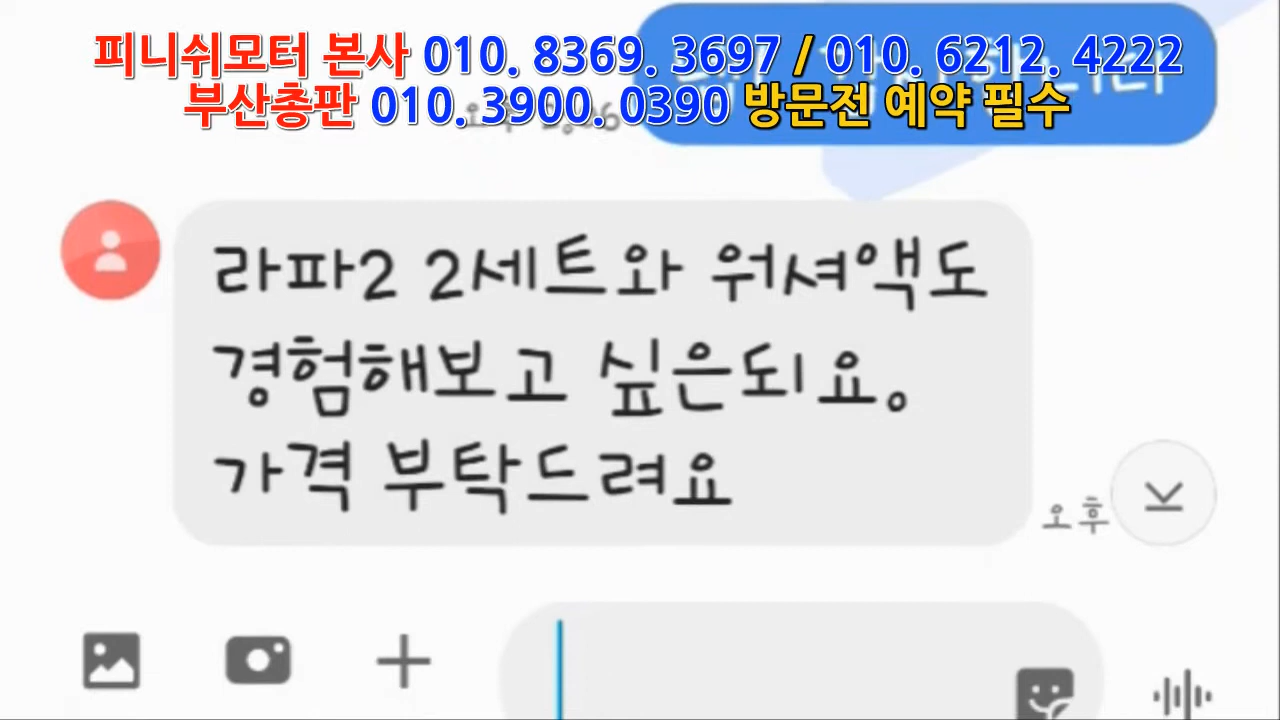 피니쉬모터 본사 010. 8369. 3697 / 010. 6212. 4222
부산총판 010. 3900. 0390 방문전 예약 필수
라파2 2세트와 워셔액도
경험해보고 싶은되요。
가격 부탁드려요
오후